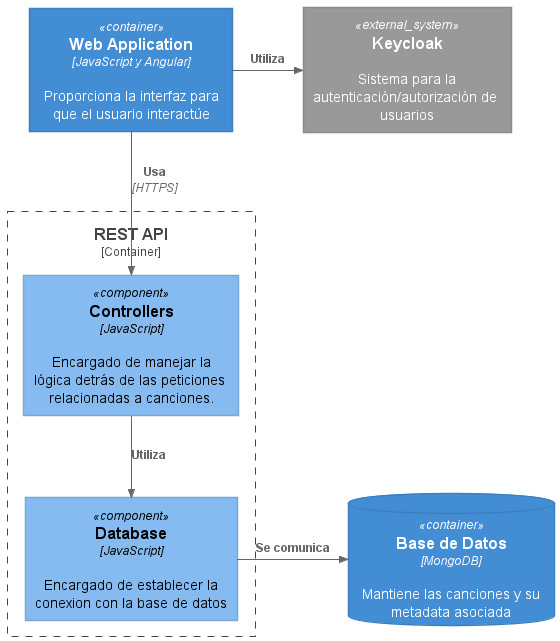 «container»
Web Application
[JavaScript y Angular]
Proporciona la interfaz para
que el usuario interactúe
Utiliza
«external_system»
Keycloak
Sistema para la
autenticación/autorización de
usuarios
Usa
[HTTPS]
REST API
[Container]
«component»
Controllers
[JavaScript]
Encargado de manejar la
lógica detrás de las peticiones
relacionadas a canciones.
Utiliza
«component»
Database
[JavaScript]
Encargado de establecer la
conexion con la base de datos
Se comunica
«container»
Base de Datos
[MongoDB]
Mantiene las canciones y su
metadata asociada